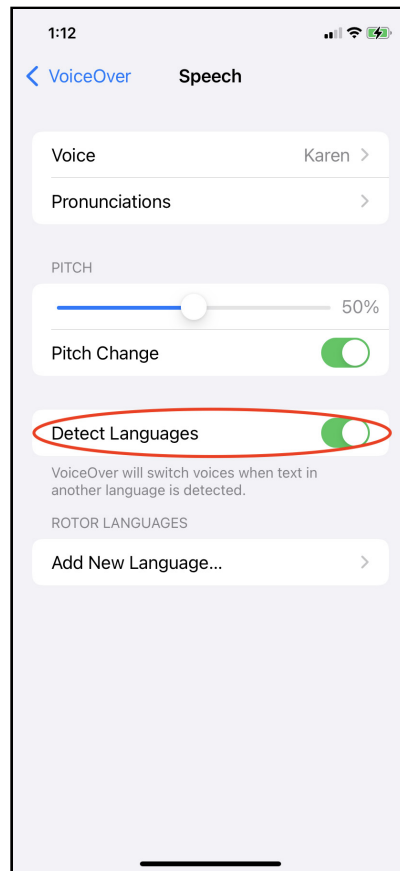 1:12
VoiceOver Speech
Voice Karen
Pronunciations
PITCH
50%
Pitch Change
Detect Languages
VoiceOver will switch voices when text in
another language is detected.
ROTOR LANGUAGES
Add New Language...